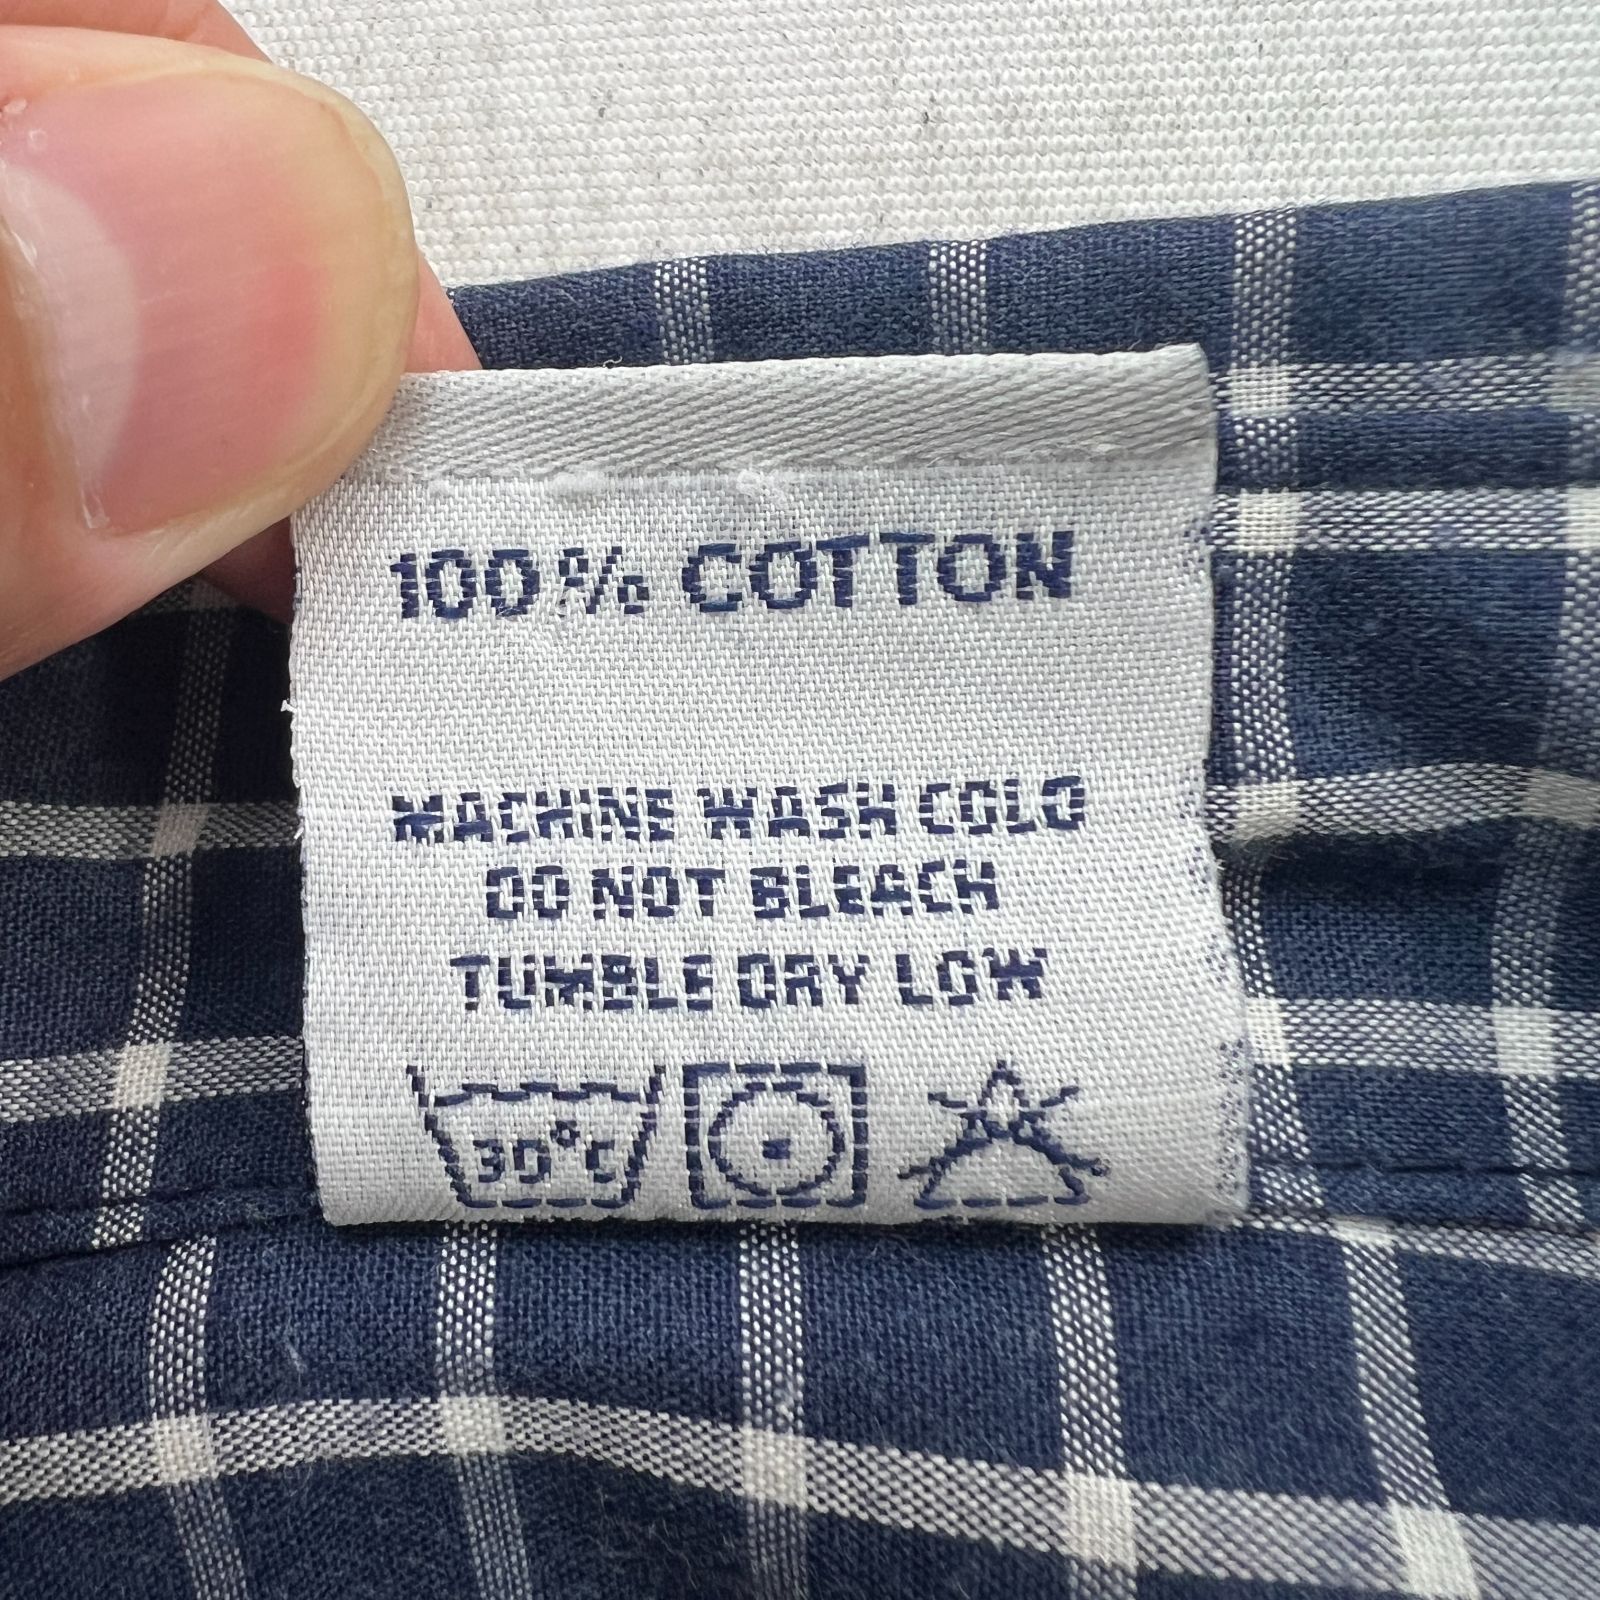 100% COTTON
MACHINE WASH COLD
DO NOT BLEACH
TUMBLE DRY LOW
30°C